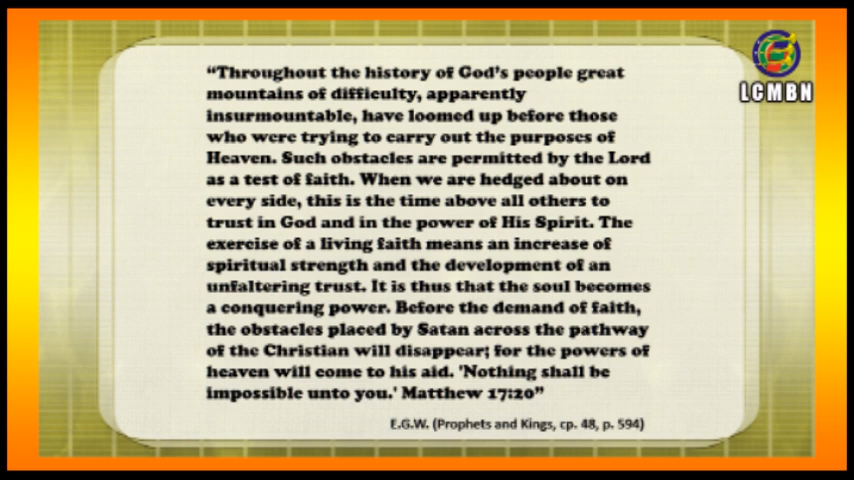 LCMBN
“Throughout the history of God’s people great
mountains of difficulty, apparently
insurmountable, have loomed up before those
who were trying to carry out the purposes of
Heaven. Such obstacles are permitted by the Lord
as a test of faith. When we are hedged about on
every side, this is the time above all others to
trust in God and in the power of His Spirit. The
exercise of a living faith means an increase of
spiritual strength and the development of an
unfaltering trust. It is thus that the soul becomes
a conquering power. Before the demand of faith,
the obstacles placed by Satan across the pathway
of the Christian will disappear; for the powers of
heaven will come to his aid. 'Nothing shall be
impossible unto you.' Matthew 17:20”
E.G.W. (Prophets and Kings, cp. 48, p. 594)